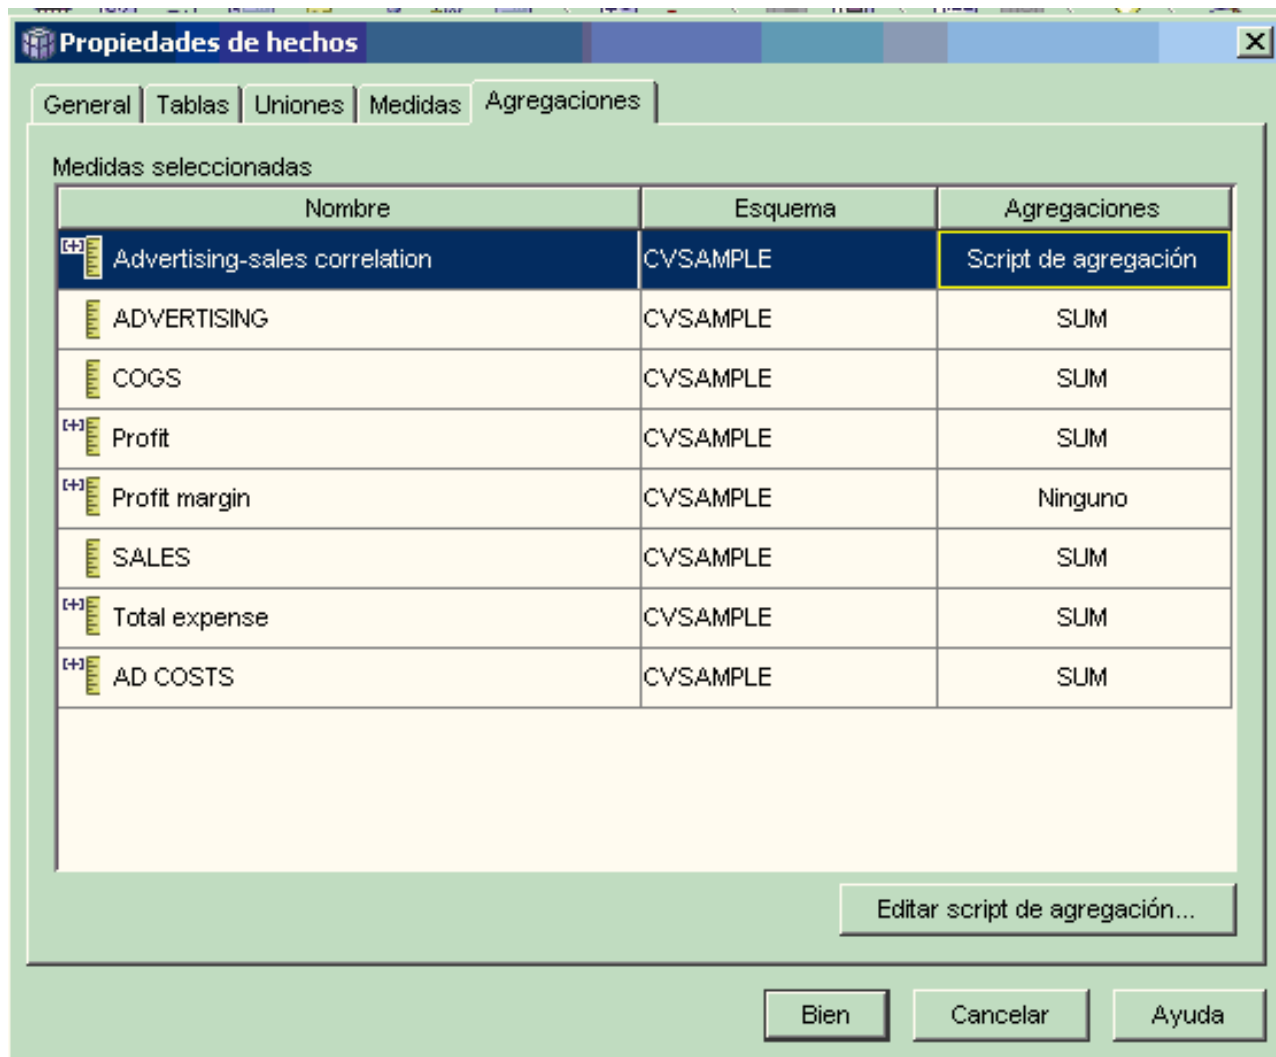 Propiedades de hechos
General Tablas Uniones Medidas Agregaciones
Medidas seleccionadas
Nombre Esquema Agregaciones
Advertising-sales correlation CVSAMPLE Script de agregación
ADVERTISING CVSAMPLE SUM
COGS CVSAMPLE SUM
Profit CVSAMPLE SUM
Profit margin CVSAMPLE Ninguno
SALES CVSAMPLE SUM
Total expense CVSAMPLE SUM
AD COSTS CVSAMPLE SUM
Editar script de agregación...
Bien Cancelar Ayuda